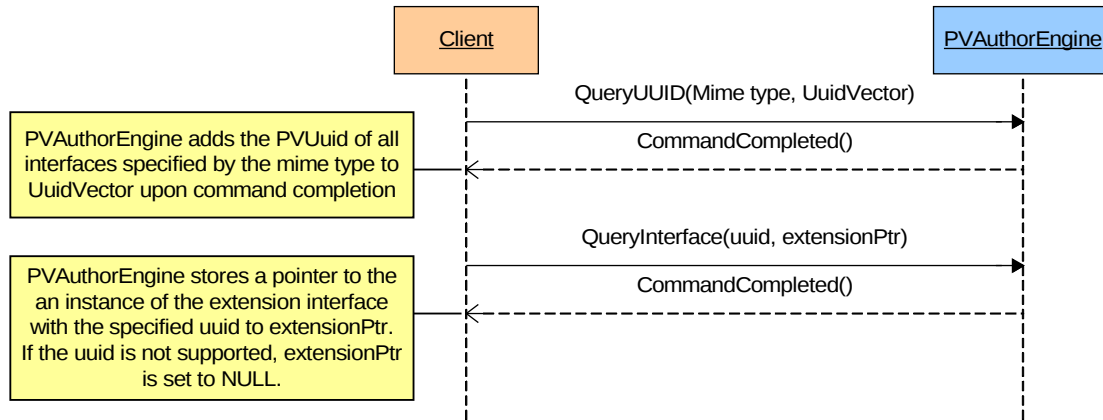 Client
PVAuthorEngine
QueryUUID(Mime type, UuidVector)
CommandCompleted()
PVAuthorEngine adds the PVUuid of all
interfaces specified by the mime type to
UuidVector upon command completion
QueryInterface(uuid, extensionPtr)
CommandCompleted()
PVAuthorEngine stores a pointer to the
an instance of the extension interface
with the specified uuid to extensionPtr.
If the uuid is not supported, extensionPtr
is set to NULL.